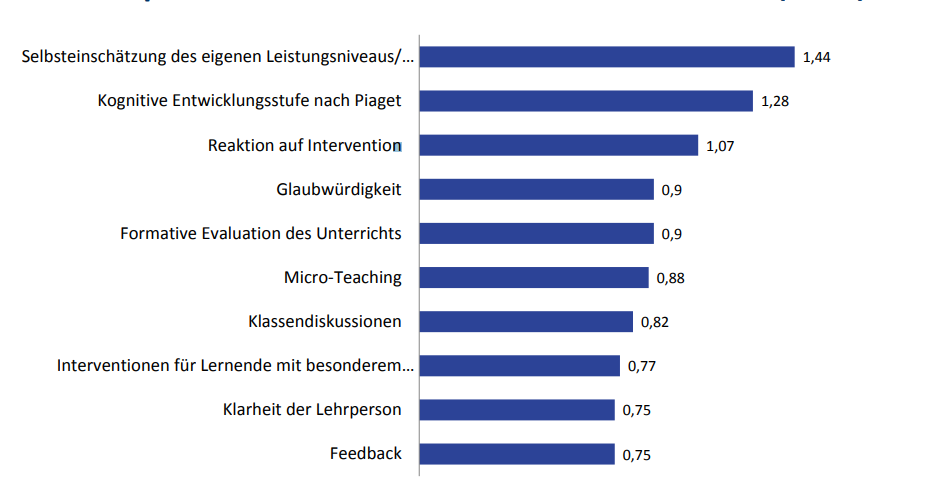 Selbsteinschätzung des eigenen Leistungsniveaus/... 1,44
Kognitive Entwicklungsstufe nach Piaget 1,28
Reaktion auf Intervention 1,07
Glaubwürdigkeit 0,9
Formative Evaluation des Unterrichts 0,9
Micro-Teaching 0,88
Klassendiskussionen 0,82
Interventionen für Lernende mit besonderem... 0,77
Klarheit der Lehrperson 0,75
Feedback 0,75